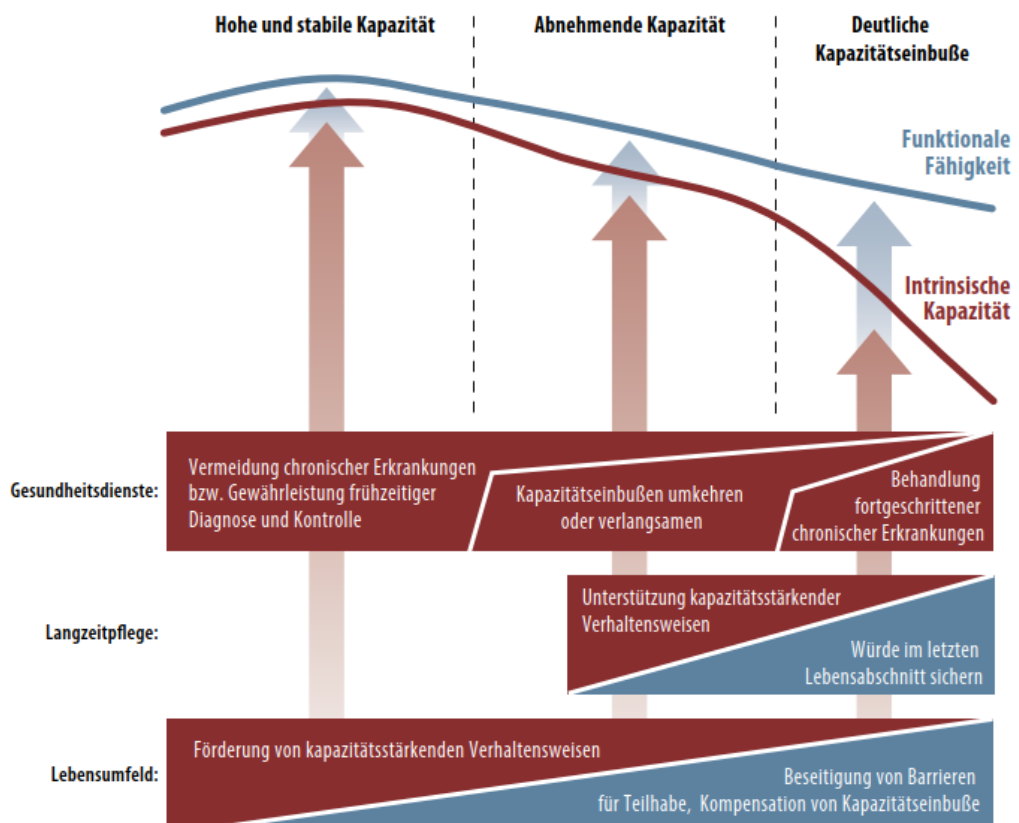 Hohe und stabile Kapazität
Abnehmende Kapazität
Deutliche
Kapazitätseinbuße
Funktionale
Fähigkeit
Intrinsische
Kapazität
Gesundheitsdienste:
Vermeidung chronischer Erkrankungen
bzw. Gewährleistung frühzeitiger
Diagnose und Kontrolle
Kapazitätseinbußen umkehren
oder verlangsamen
Behandlung
fortgeschrittener
chronischer Erkrankungen
Langzeitpflege:
Unterstützung kapazitätsstärkender
Verhaltensweisen
Würde im letzten
Lebensabschnitt sichern
Lebensumfeld:
Förderung von kapazitätsstärkenden Verhaltensweisen
Beseitigung von Barrieren
für Teilhabe, Kompensation von Kapazitätseinbuße